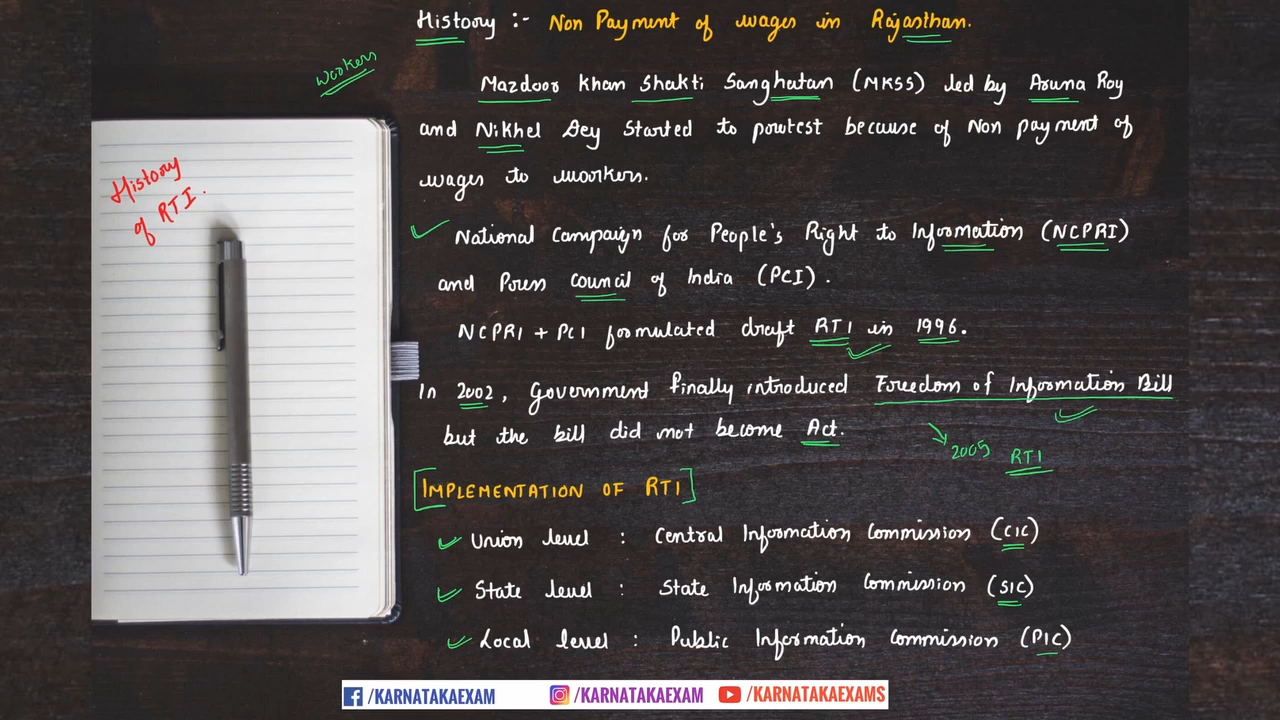 History :- Non Payment of wages in Rajasthan.
workers
Mazdoor Khan Shakti Sanghatan (MKSS) led by Aruna Roy
and Nikhel Dey started to protest because of Non payment of
wages to workers.
History
of RTI.
National Campaign for People's Right to Information (NCPRI)
and Press Council of India (PCI).
NCPRI + PCI formulated draft RTI in 1996.
In 2002, Government finally introduced Freedom of Information Bill
but the bill did not become Act.
2005 RTI
IMPLEMENTATION OF RTI
Union level : Central Information Commission (CIC)
State level : State Information Commission (SIC)
Local level : Public Information Commission (PIC)
/KARNATAKAEXAM /KARNATAKAEXAM /KARNATAKAEXAMS